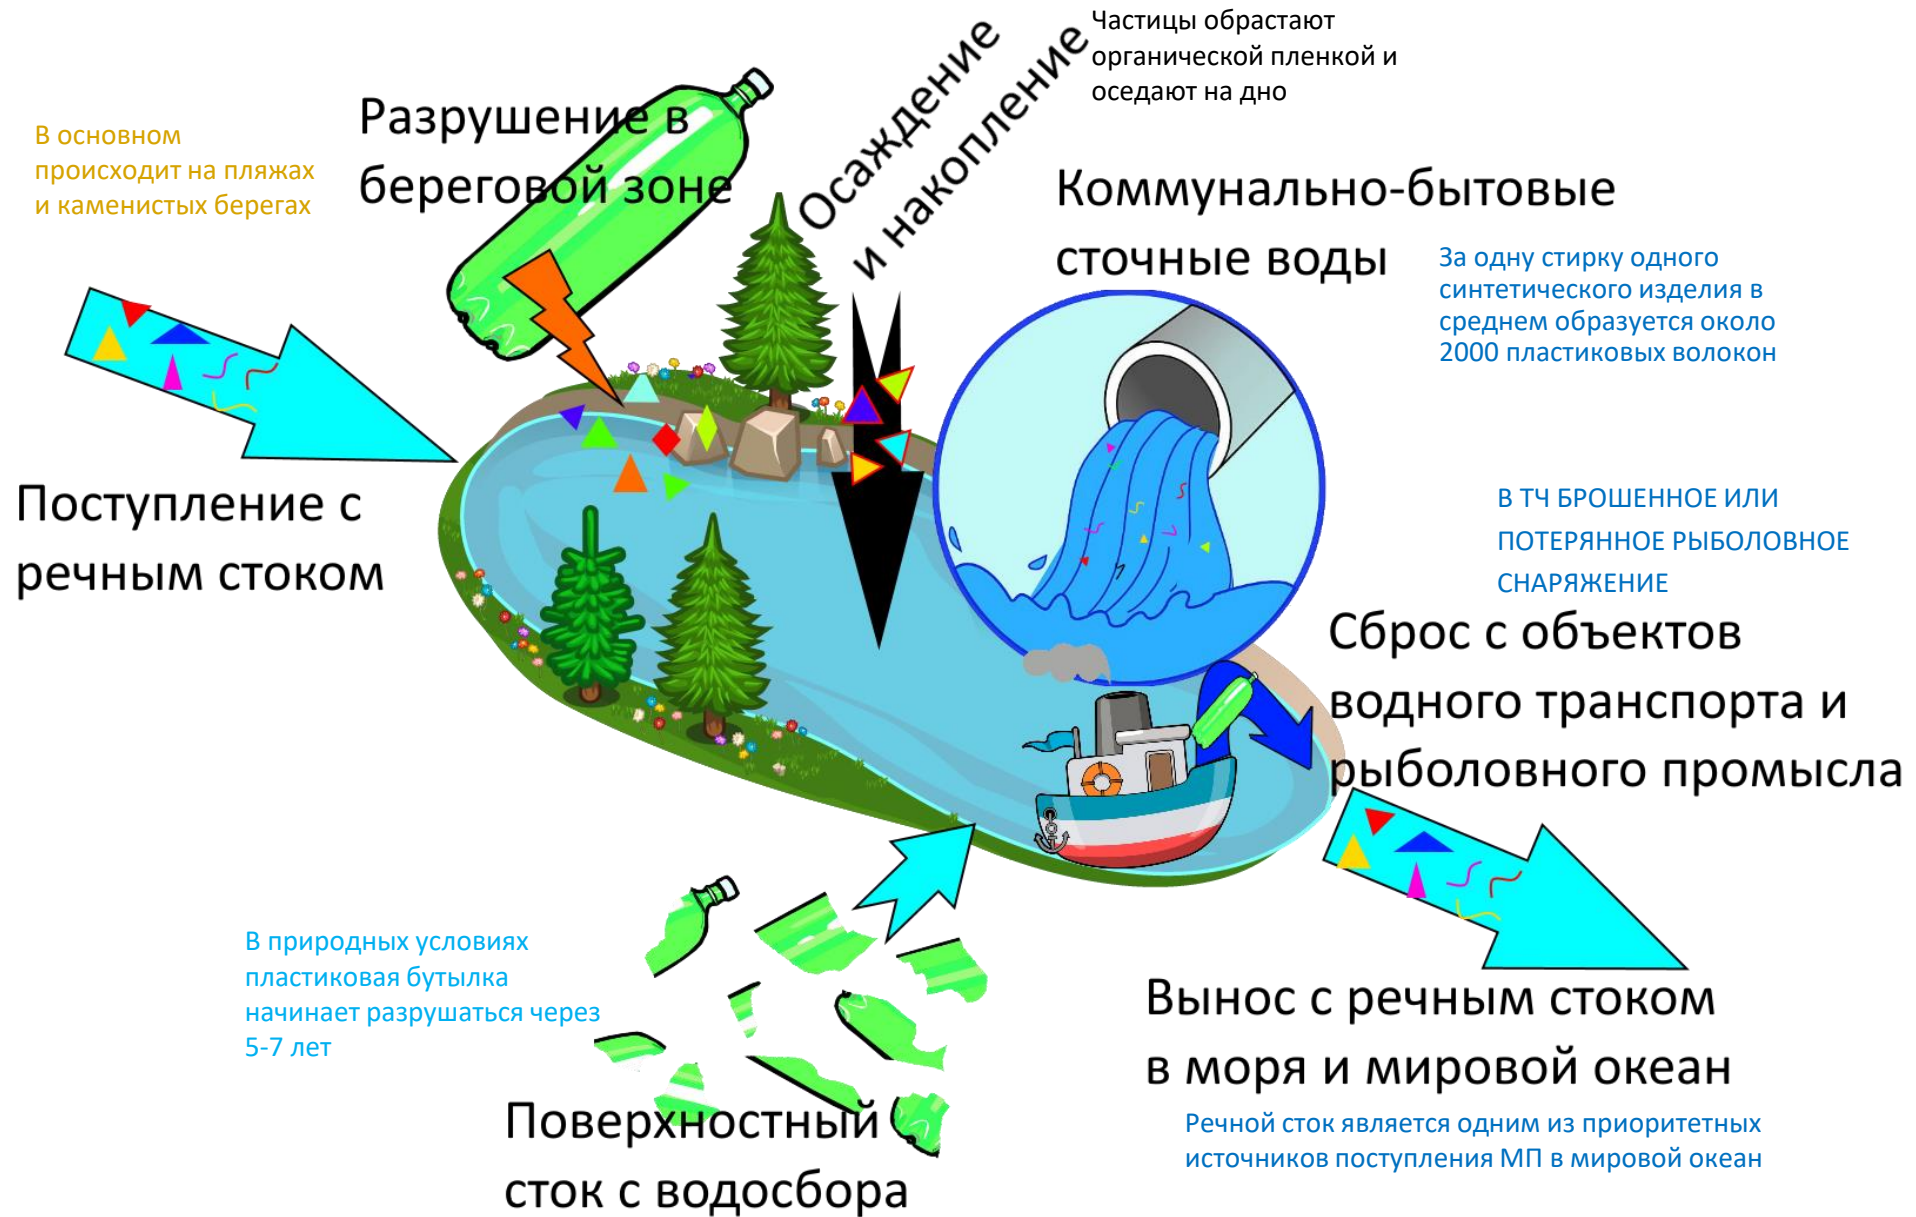 Частицы обрастают
органической пленкой и
оседают на дно
Осаждение
и накопление
Разрушение в
береговой зоне
В основном
происходит на пляжах
и каменистых берегах
Коммунально-бытовые
сточные воды
За одну стирку одного
синтетического изделия в
среднем образуется около
2000 пластиковых волокон
Поступление с
речным стоком
В ТЧ БРОШЕННОЕ ИЛИ
ПОТЕРЯННОЕ РЫБОЛОВНОЕ
СНАРЯЖЕНИЕ
Сброс с объектов
водного транспорта и
рыболовного промысла
В природных условиях
пластиковая бутылка
начинает разрушаться через
5-7 лет
Вынос с речным стоком
в моря и мировой океан
Речной сток является одним из приоритетных
источников поступления МП в мировой океан
Поверхностный
сток с водосбора